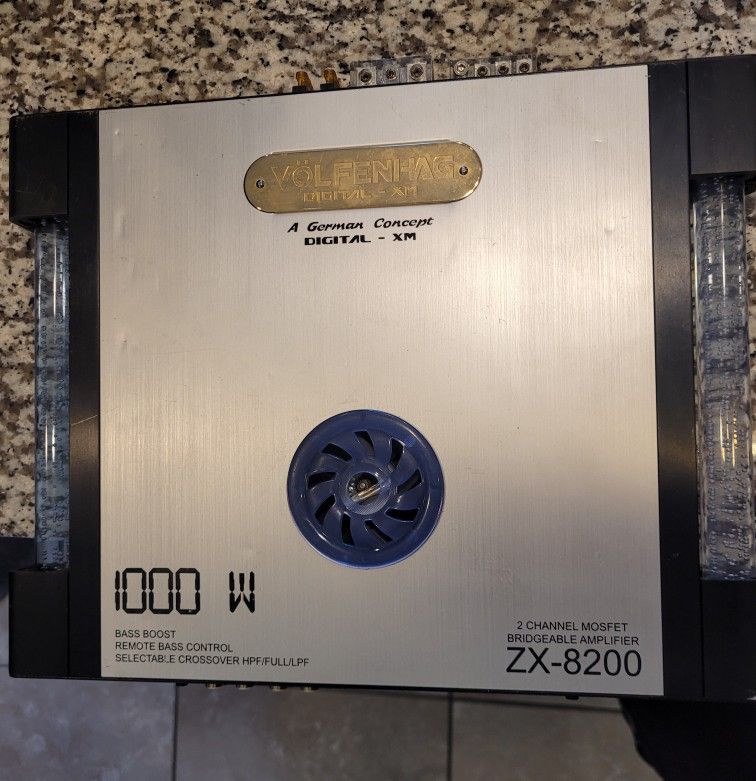 VÖLFENHAG
DIGITAL - XM
A German Concept
DIGITAL - XM
1000 W
BASS BOOST
REMOTE BASS CONTROL
SELECTABLE CROSSOVER HPF/FULL/LPF
2 CHANNEL MOSFET
BRIDGEABLE AMPLIFIER
ZX-8200